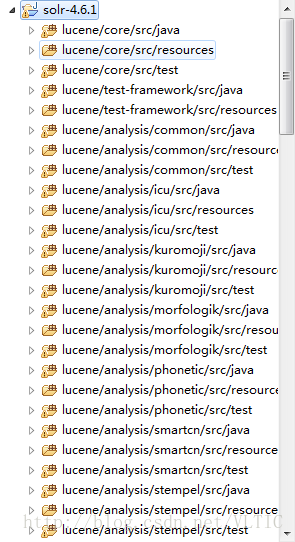 solr-4.6.1
lucene/core/src/java
lucene/core/src/resources
lucene/core/src/test
lucene/test-framework/src/java
lucene/test-framework/src/resources
lucene/analysis/common/src/java
lucene/analysis/common/src/resourc
lucene/analysis/common/src/test
lucene/analysis/icu/src/java
lucene/analysis/icu/src/resources
lucene/analysis/icu/src/test
lucene/analysis/kuromoji/src/java
lucene/analysis/kuromoji/src/resourc
lucene/analysis/kuromoji/src/test
lucene/analysis/morfologik/src/java
lucene/analysis/morfologik/src/resou
lucene/analysis/morfologik/src/test
lucene/analysis/phonetic/src/java
lucene/analysis/phonetic/src/resource
lucene/analysis/phonetic/src/test
lucene/analysis/smartcn/src/java
lucene/analysis/smartcn/src/resource
lucene/analysis/smartcn/src/test
lucene/analysis/stempel/src/java
lucene/analysis/stempel/src/resource
lucene/analysis/stempel/src/test